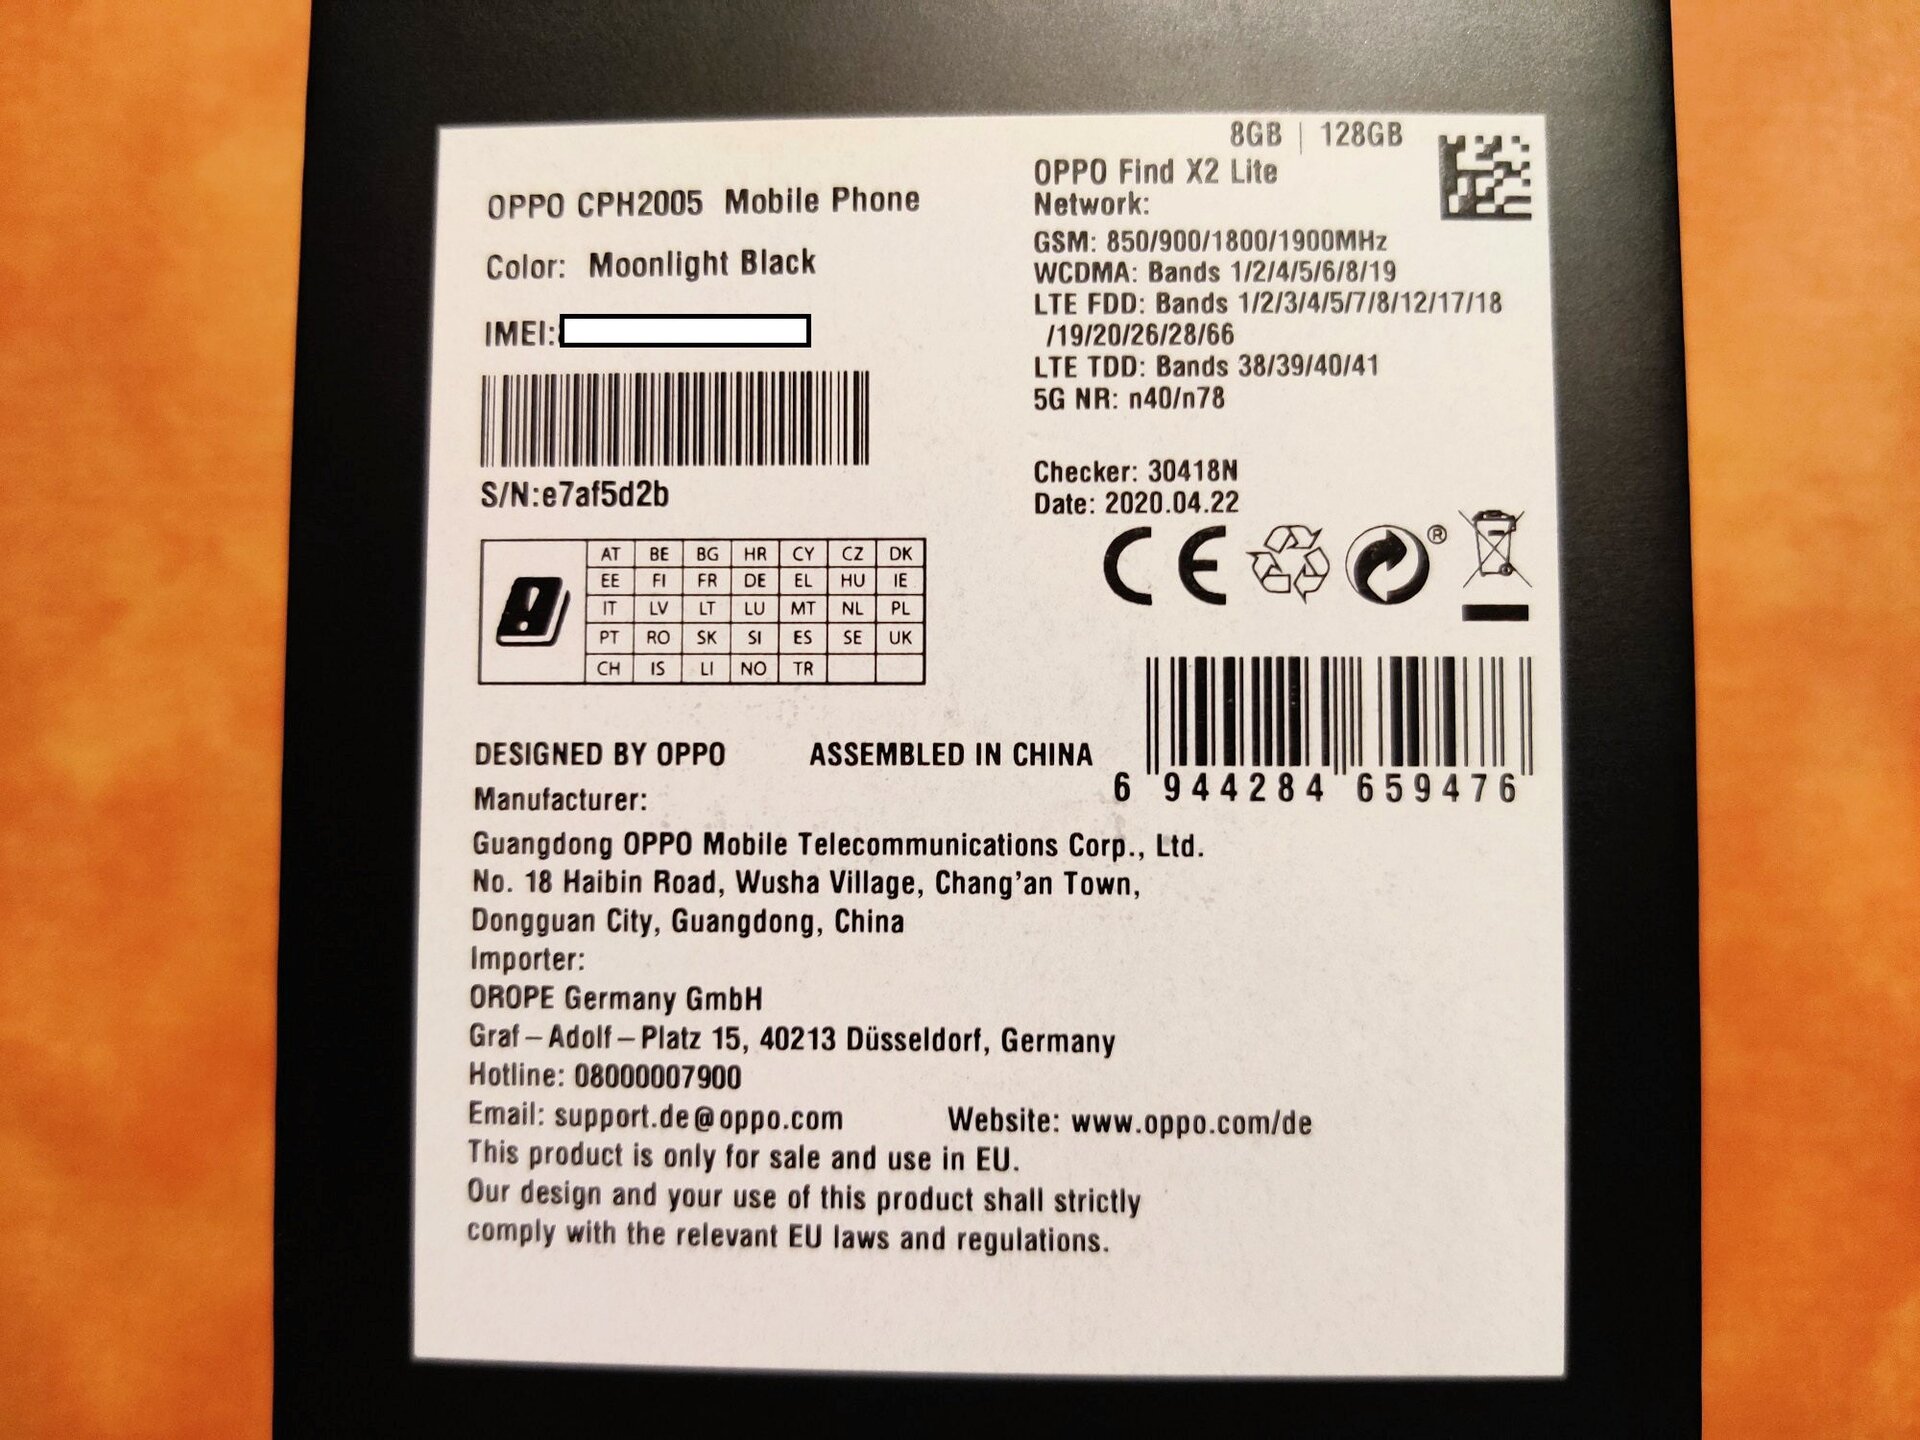 8GB | 128GB
OPPO CPH2005 Mobile Phone
Color: Moonlight Black
IMEI:
S/N:e7af5d2b
OPPO Find X2 Lite
Network:
GSM: 850/900/1800/1900MHz
WCDMA: Bands 1/2/4/5/6/8/19
LTE FDD: Bands 1/2/3/4/5/7/8/12/17/18
/19/20/26/28/66
LTE TDD: Bands 38/39/40/41
5G NR: n40/n78
Checker: 30418N
Date: 2020.04.22
CE
®
AT BE BG HR CY CZ DK
EE FI FR DE EL HU IE
IT LV LT LU MT NL PL
PT RO SK SI ES SE UK
CH IS LI NO TR
DESIGNED BY OPPO ASSEMBLED IN CHINA
6 944284 659476
Manufacturer:
Guangdong OPPO Mobile Telecommunications Corp., Ltd.
No. 18 Haibin Road, Wusha Village, Chang'an Town,
Dongguan City, Guangdong, China
Importer:
OROPE Germany GmbH
Graf–Adolf–Platz 15, 40213 Düsseldorf, Germany
Hotline: 08000007900
Email: support.de@oppo.com Website: www.oppo.com/de
This product is only for sale and use in EU.
Our design and your use of this product shall strictly
comply with the relevant EU laws and regulations.